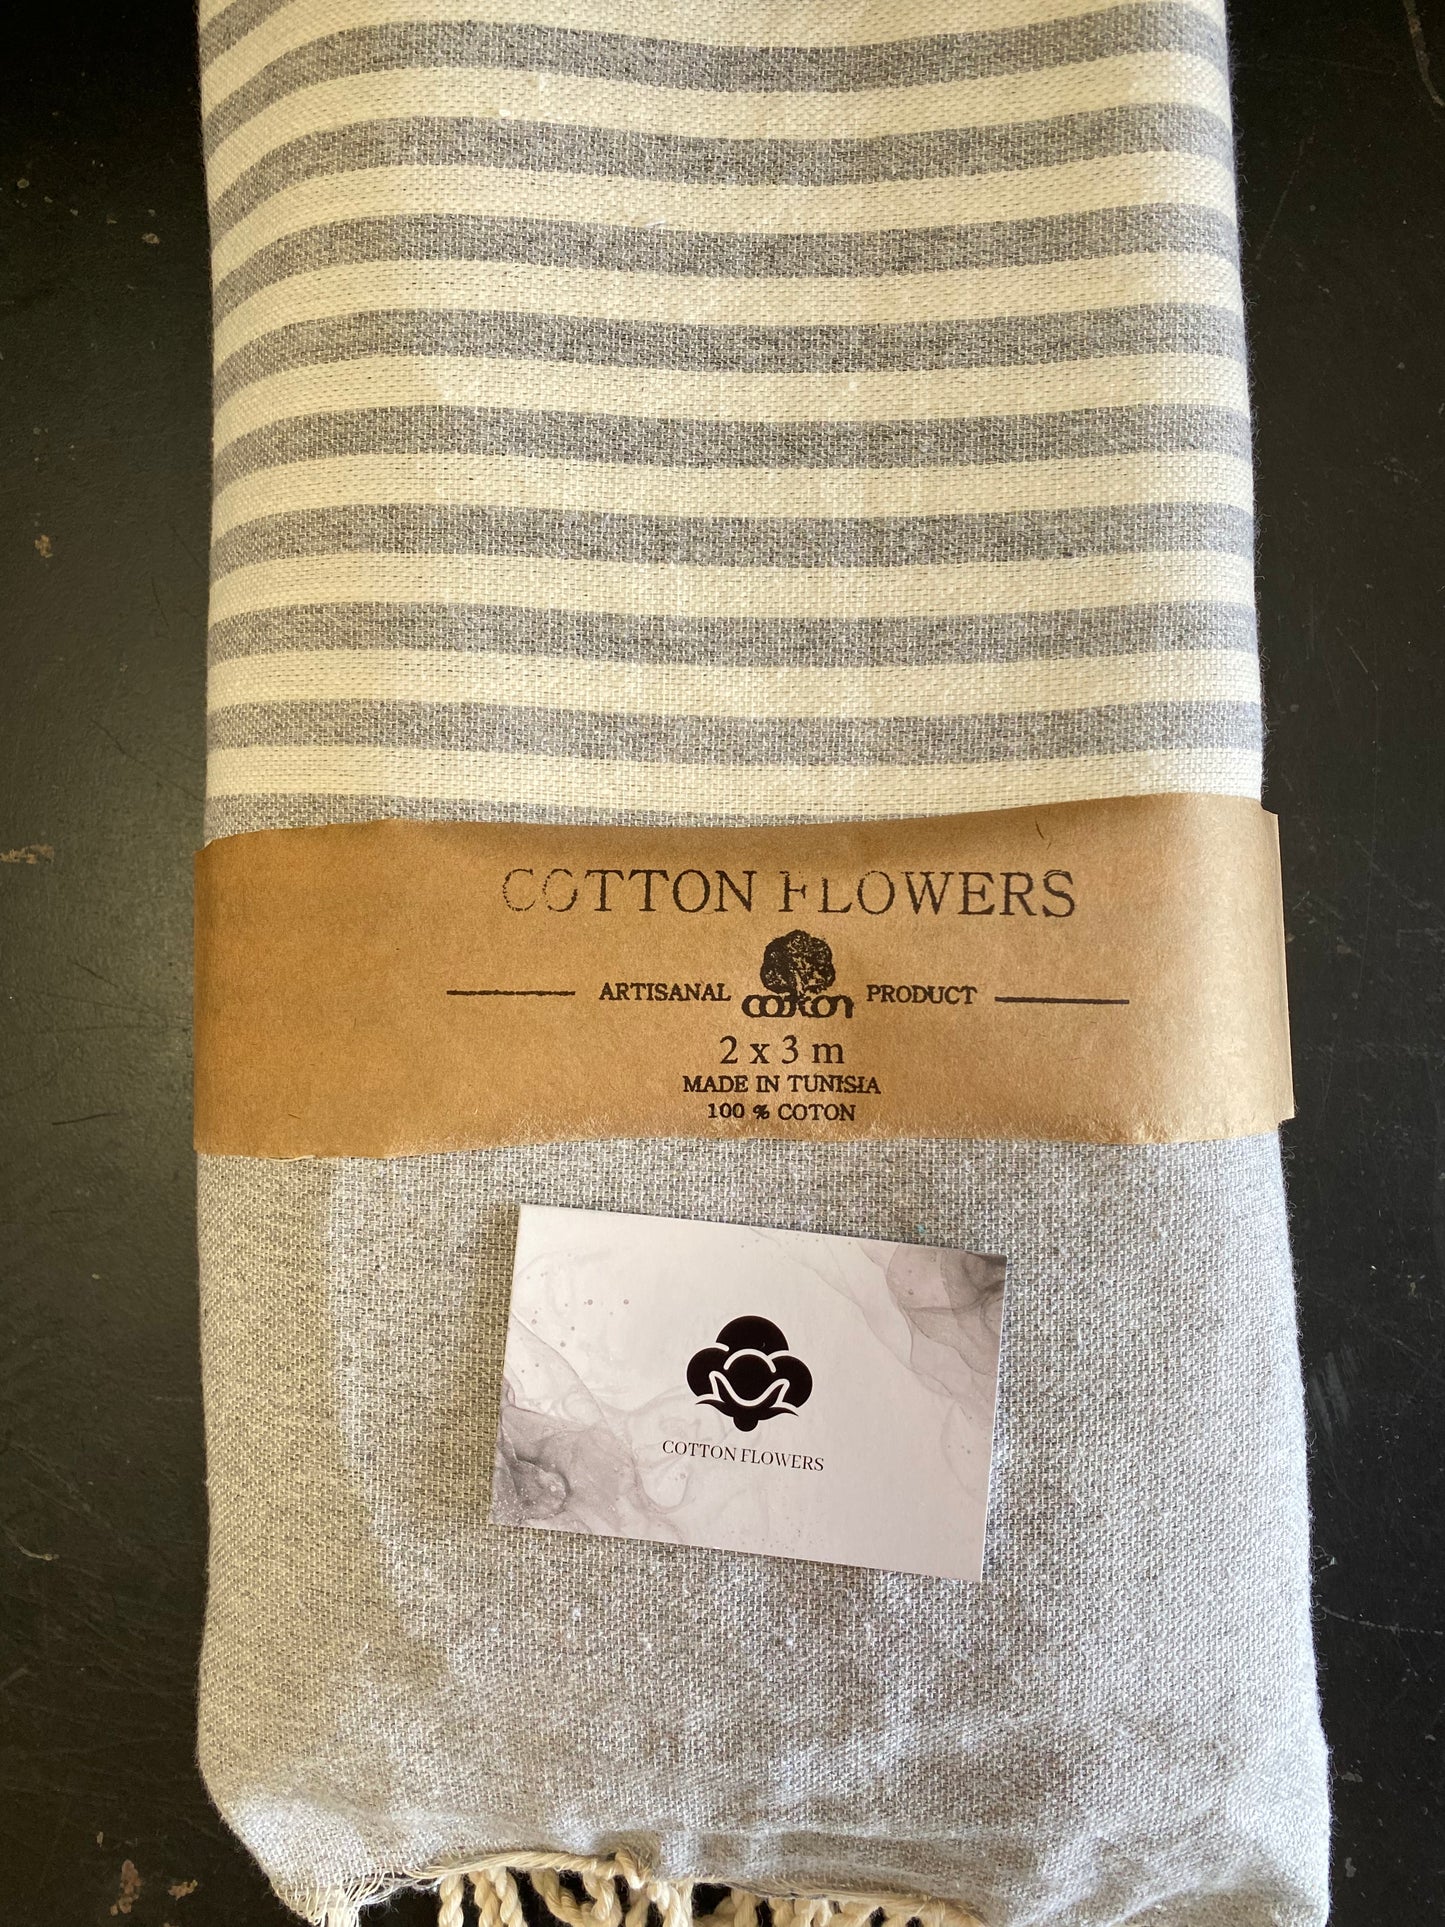 COTTON FLOWERS
ARTISANAL cotton PRODUCT
2 x 3 m
MADE IN TUNISIA
100 % COTON
COTTON FLOWERS